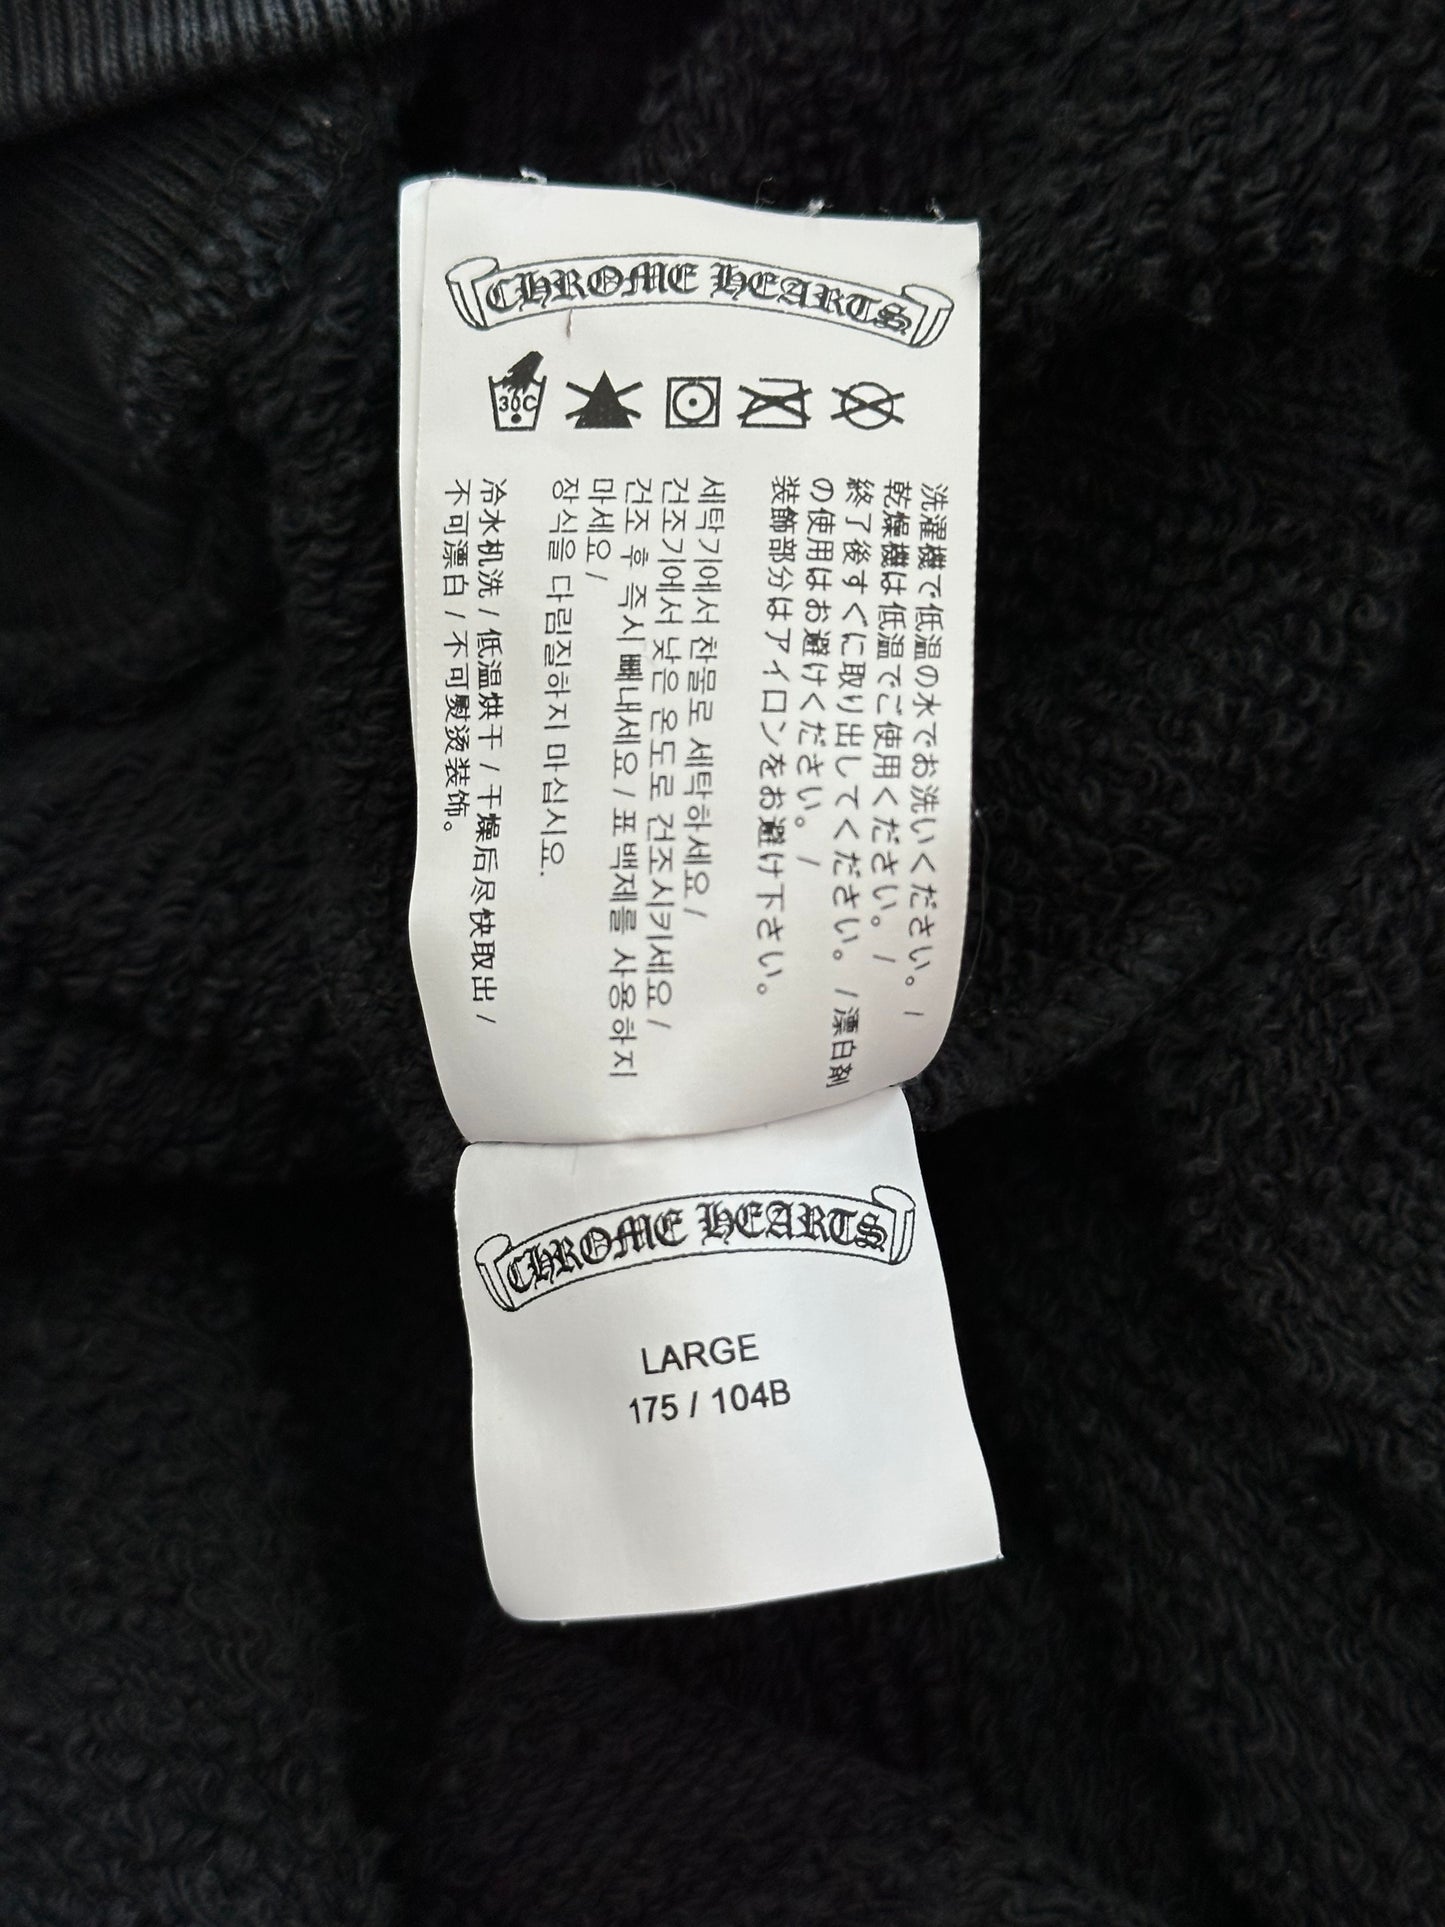 CHROME HEARTS
30C
洗濯機で低温の水でお洗いください。 /
乾燥機は低温でご使用ください。 /
終了後すぐに取り出してください。 / 漂白剤
の使用はお避けください。 /
装飾部分はアイロンをお避け下さい。
세탁기에서 찬물로 세탁하세요 /
건조기에서 낮은 온도로 건조시키세요 /
건조 후 즉시 빼내세요 / 표백제를 사용하지
마세요 /
장식을 다림질하지 마십시요.
冷水机洗 / 低温烘干 / 干燥后尽快取出 /
不可漂白 / 不可熨烫装饰。
CHROME HEARTS
LARGE
175 / 104B